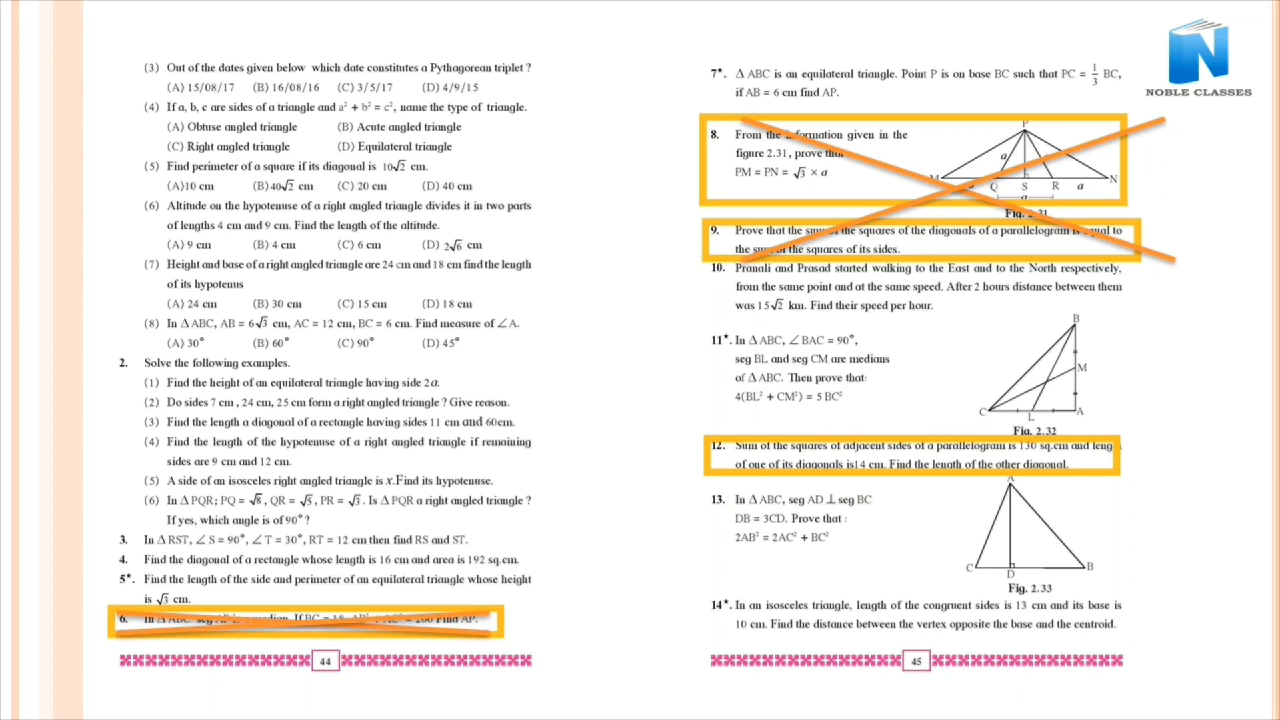 (3) Out of the dates given below which date constitutes a Pythagorean triplet ?
(A) 15/08/17 (B) 16/08/16 (C) 3/5/17 (D) 4/9/15
(4) If a, b, c are sides of a triangle and a² + b² = c², name the type of triangle.
(A) Obtuse angled triangle (B) Acute angled triangle
(C) Right angled triangle (D) Equilateral triangle
(5) Find perimeter of a square if its diagonal is 10√2 cm.
(A)10 cm (B) 40√2 cm (C) 20 cm (D) 40 cm
(6) Altitude on the hypotenuse of a right angled triangle divides it in two parts
of lengths 4 cm and 9 cm. Find the length of the altitude.
(A) 9 cm (B) 4 cm (C) 6 cm (D) 2√6 cm
(7) Height and base of a right angled triangle are 24 cm and 18 cm find the length
of its hypotenus
(A) 24 cm (B) 30 cm (C) 15 cm (D) 18 cm
(8) In Δ ABC, AB = 6√3 cm, AC = 12 cm, BC = 6 cm. Find measure of ∠ A.
(A) 30° (B) 60° (C) 90° (D) 45°
2. Solve the following examples.
(1) Find the height of an equilateral triangle having side 2a.
(2) Do sides 7 cm , 24 cm, 25 cm form a right angled triangle ? Give reason.
(3) Find the length a diagonal of a rectangle having sides 11 cm and 60cm.
(4) Find the length of the hypotenuse of a right angled triangle if remaining
sides are 9 cm and 12 cm.
(5) A side of an isosceles right angled triangle is x.Find its hypotenuse.
(6) In Δ PQR; PQ = √8 , QR = √5 , PR = √3 . Is Δ PQR a right angled triangle ?
If yes, which angle is of 90° ?
3. In Δ RST, ∠ S = 90°, ∠ T = 30°, RT = 12 cm then find RS and ST.
4. Find the diagonal of a rectangle whose length is 16 cm and area is 192 sq.cm.
5*. Find the length of the side and perimeter of an equilateral triangle whose height
is √3 cm.
6. In Δ ABC seg median. If BC = Find AP.
44
NOBLE CLASSES
7*. Δ ABC is an equilateral triangle. Point P is on base BC such that PC = 1/3 BC,
if AB = 6 cm find AP.
8. From the information given in the
figure 2.31, prove that
PM = PN = √3 × a
P
a
M
a Q S R a N
a
Fig. 2.31
9. Prove that the sum of the squares of the diagonals of a parallelogram is equal to
the sum of the squares of its sides.
10. Pranali and Prasad started walking to the East and to the North respectively,
from the same point and at the same speed. After 2 hours distance between them
was 15√2 km. Find their speed per hour.
11*. In Δ ABC, ∠ BAC = 90°,
seg BL and seg CM are medians
of Δ ABC. Then prove that:
4(BL² + CM²) = 5 BC²
B
M
C
L
A
Fig. 2.32
12. Sum of the squares of adjacent sides of a parallelogram is 130 sq.cm and leng
of one of its diagonals is14 cm. Find the length of the other diagonal.
13. In Δ ABC, seg AD ⊥ seg BC
DB = 3CD. Prove that :
2AB² = 2AC² + BC²
A
C
D
B
Fig. 2.33
14*. In an isosceles triangle, length of the congruent sides is 13 cm and its base is
10 cm. Find the distance between the vertex opposite the base and the centroid.
45